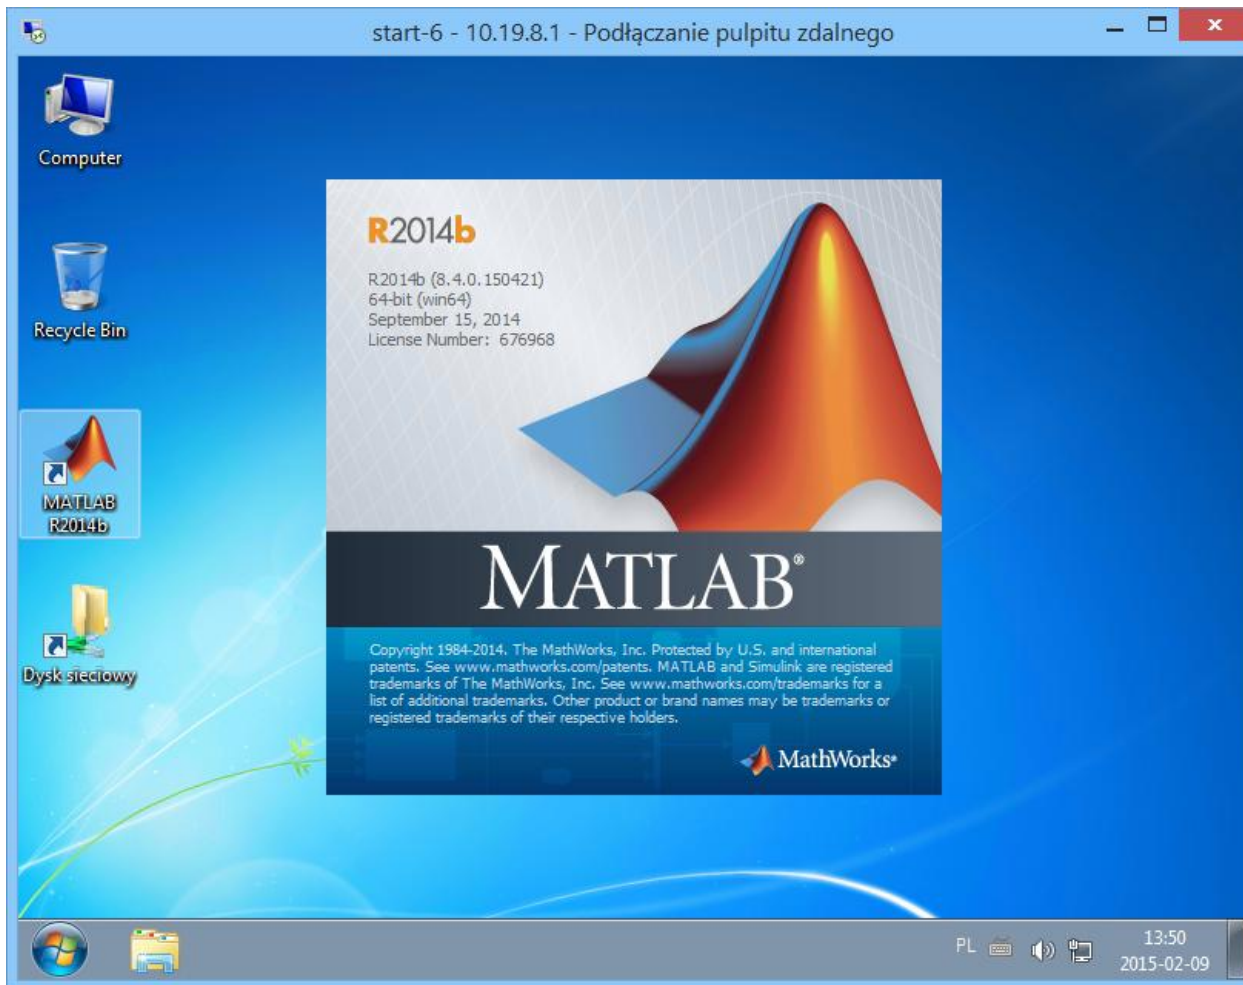 start-6 - 10.19.8.1 - Podłączanie pulpitu zdalnego
Computer
Recycle Bin
MATLAB
R2014b
Dysk sieciowy
R2014b
R2014b (8.4.0.150421)
64-bit (win64)
September 15, 2014
License Number: 676968
MATLAB®
Copyright 1984-2014. The MathWorks, Inc. Protected by U.S. and international
patents. See www.mathworks.com/patents. MATLAB and Simulink are registered
trademarks of The MathWorks, Inc. See www.mathworks.com/trademarks for a
list of additional trademarks. Other product or brand names may be trademarks or
registered trademarks of their respective holders.
MathWorks®
PL
13:50
2015-02-09